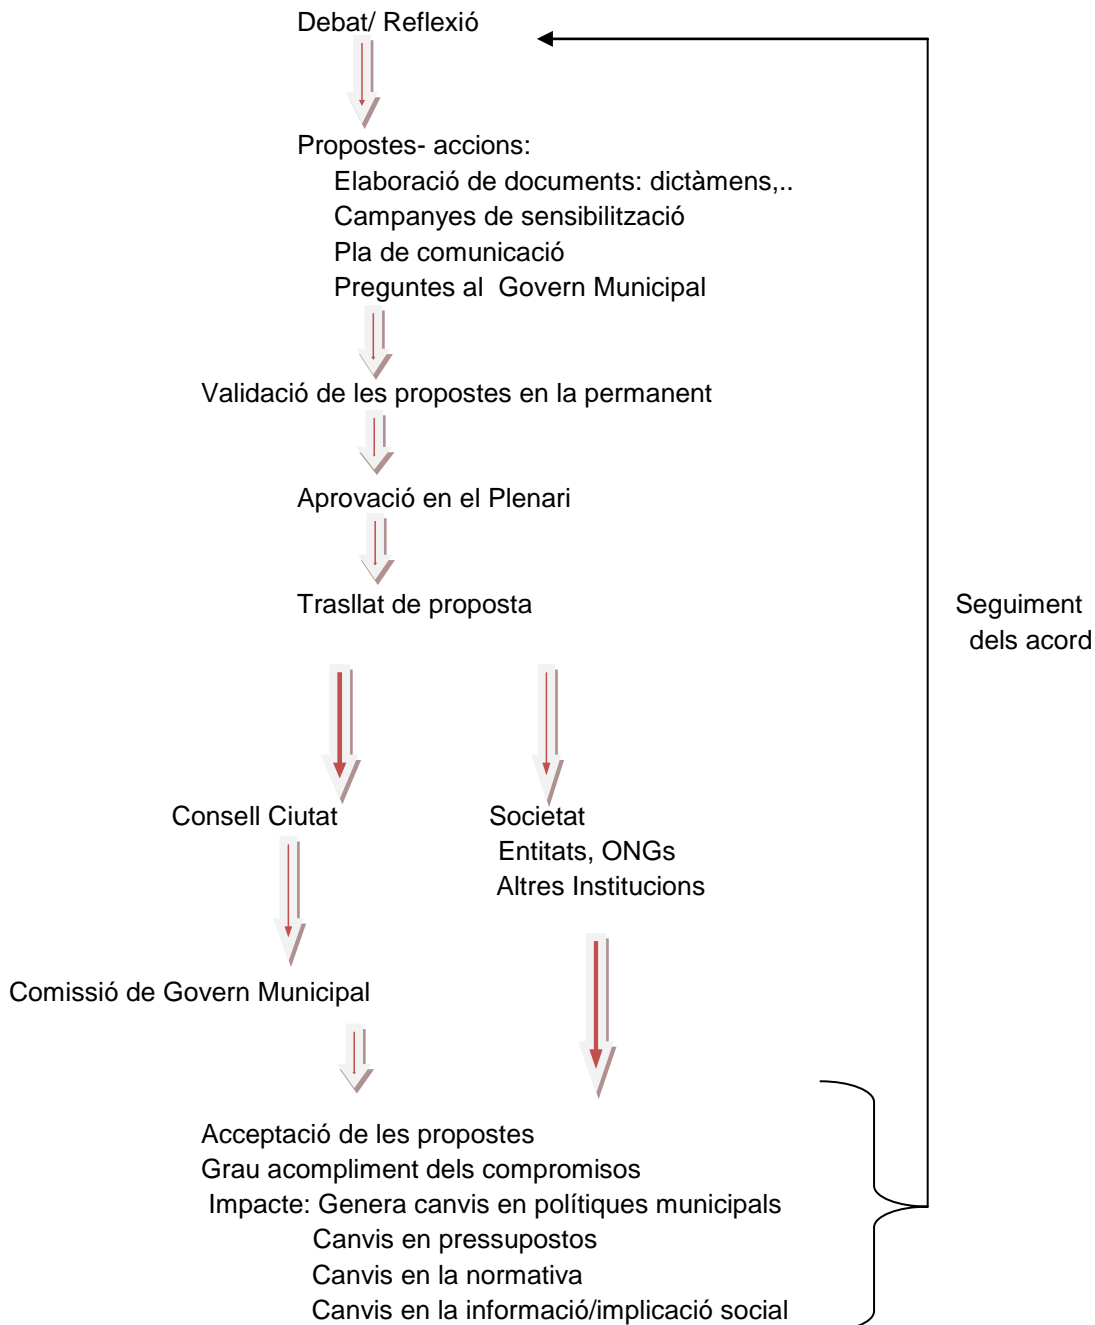 Debat/ Reflexió
Propostes- accions:
Elaboració de documents: dictàmens,..
Campanyes de sensibilització
Pla de comunicació
Preguntes al  Govern Municipal
Validació de les propostes en la permanent
Aprovació en el Plenari
Trasllat de proposta
Seguiment
dels acord
Consell Ciutat
Societat
Entitats, ONGs
Altres Institucions
Comissió de Govern Municipal
Acceptació de les propostes
Grau acompliment dels compromisos
Impacte: Genera canvis en polítiques municipals
Canvis en pressupostos
Canvis en la normativa
Canvis en la informació/implicació social